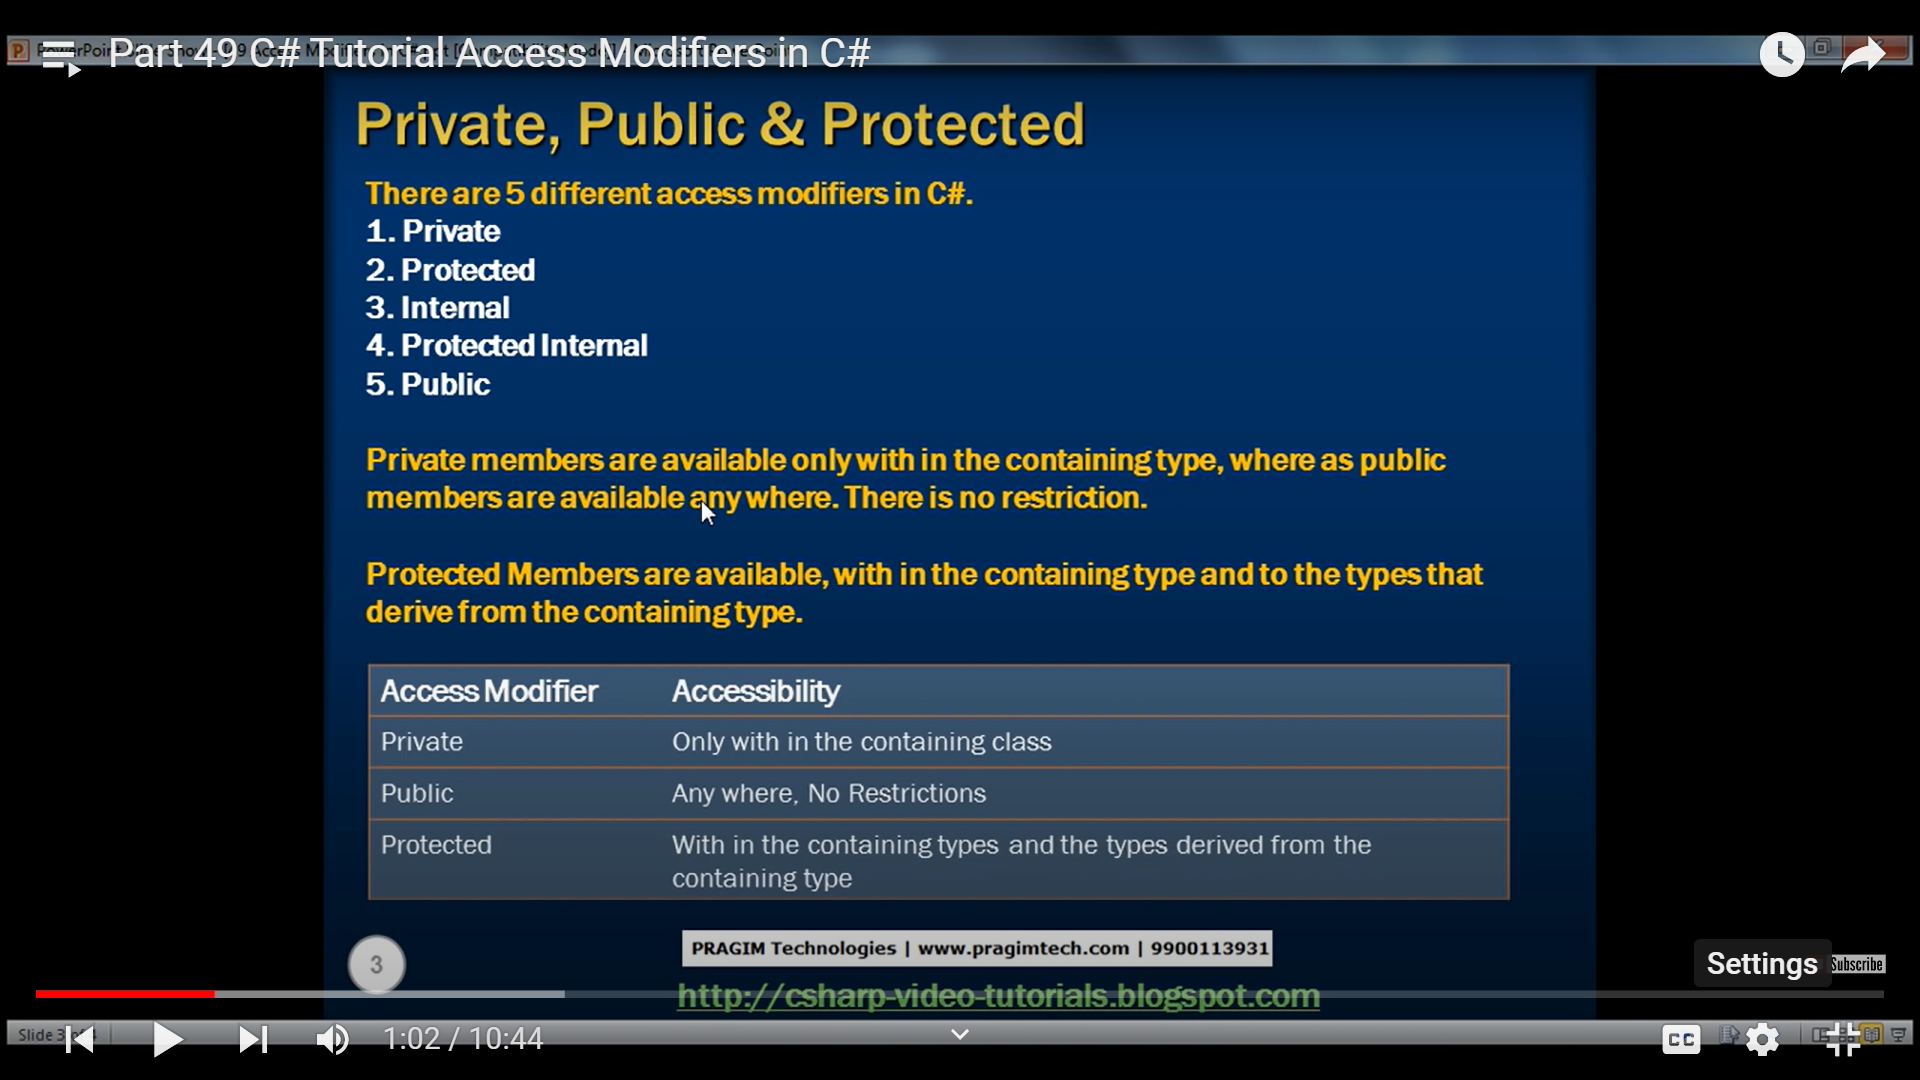 Part 49 C# Tutorial Access Modifiers in C#
Private, Public & Protected
There are 5 different access modifiers in C#.
1. Private
2. Protected
3. Internal
4. Protected Internal
5. Public
Private members are available only with in the containing type, where as public
members are available any where. There is no restriction.
Protected Members are available, with in the containing type and to the types that
derive from the containing type.
Access Modifier Accessibility
Private Only with in the containing class
Public Any where, No Restrictions
Protected With in the containing types and the types derived from the
containing type
3
PRAGIM Technologies | www.pragimtech.com | 9900113931
Settings
Subscribe
http://csharp-video-tutorials.blogspot.com
Slide 3
1:02 / 10:44
CC